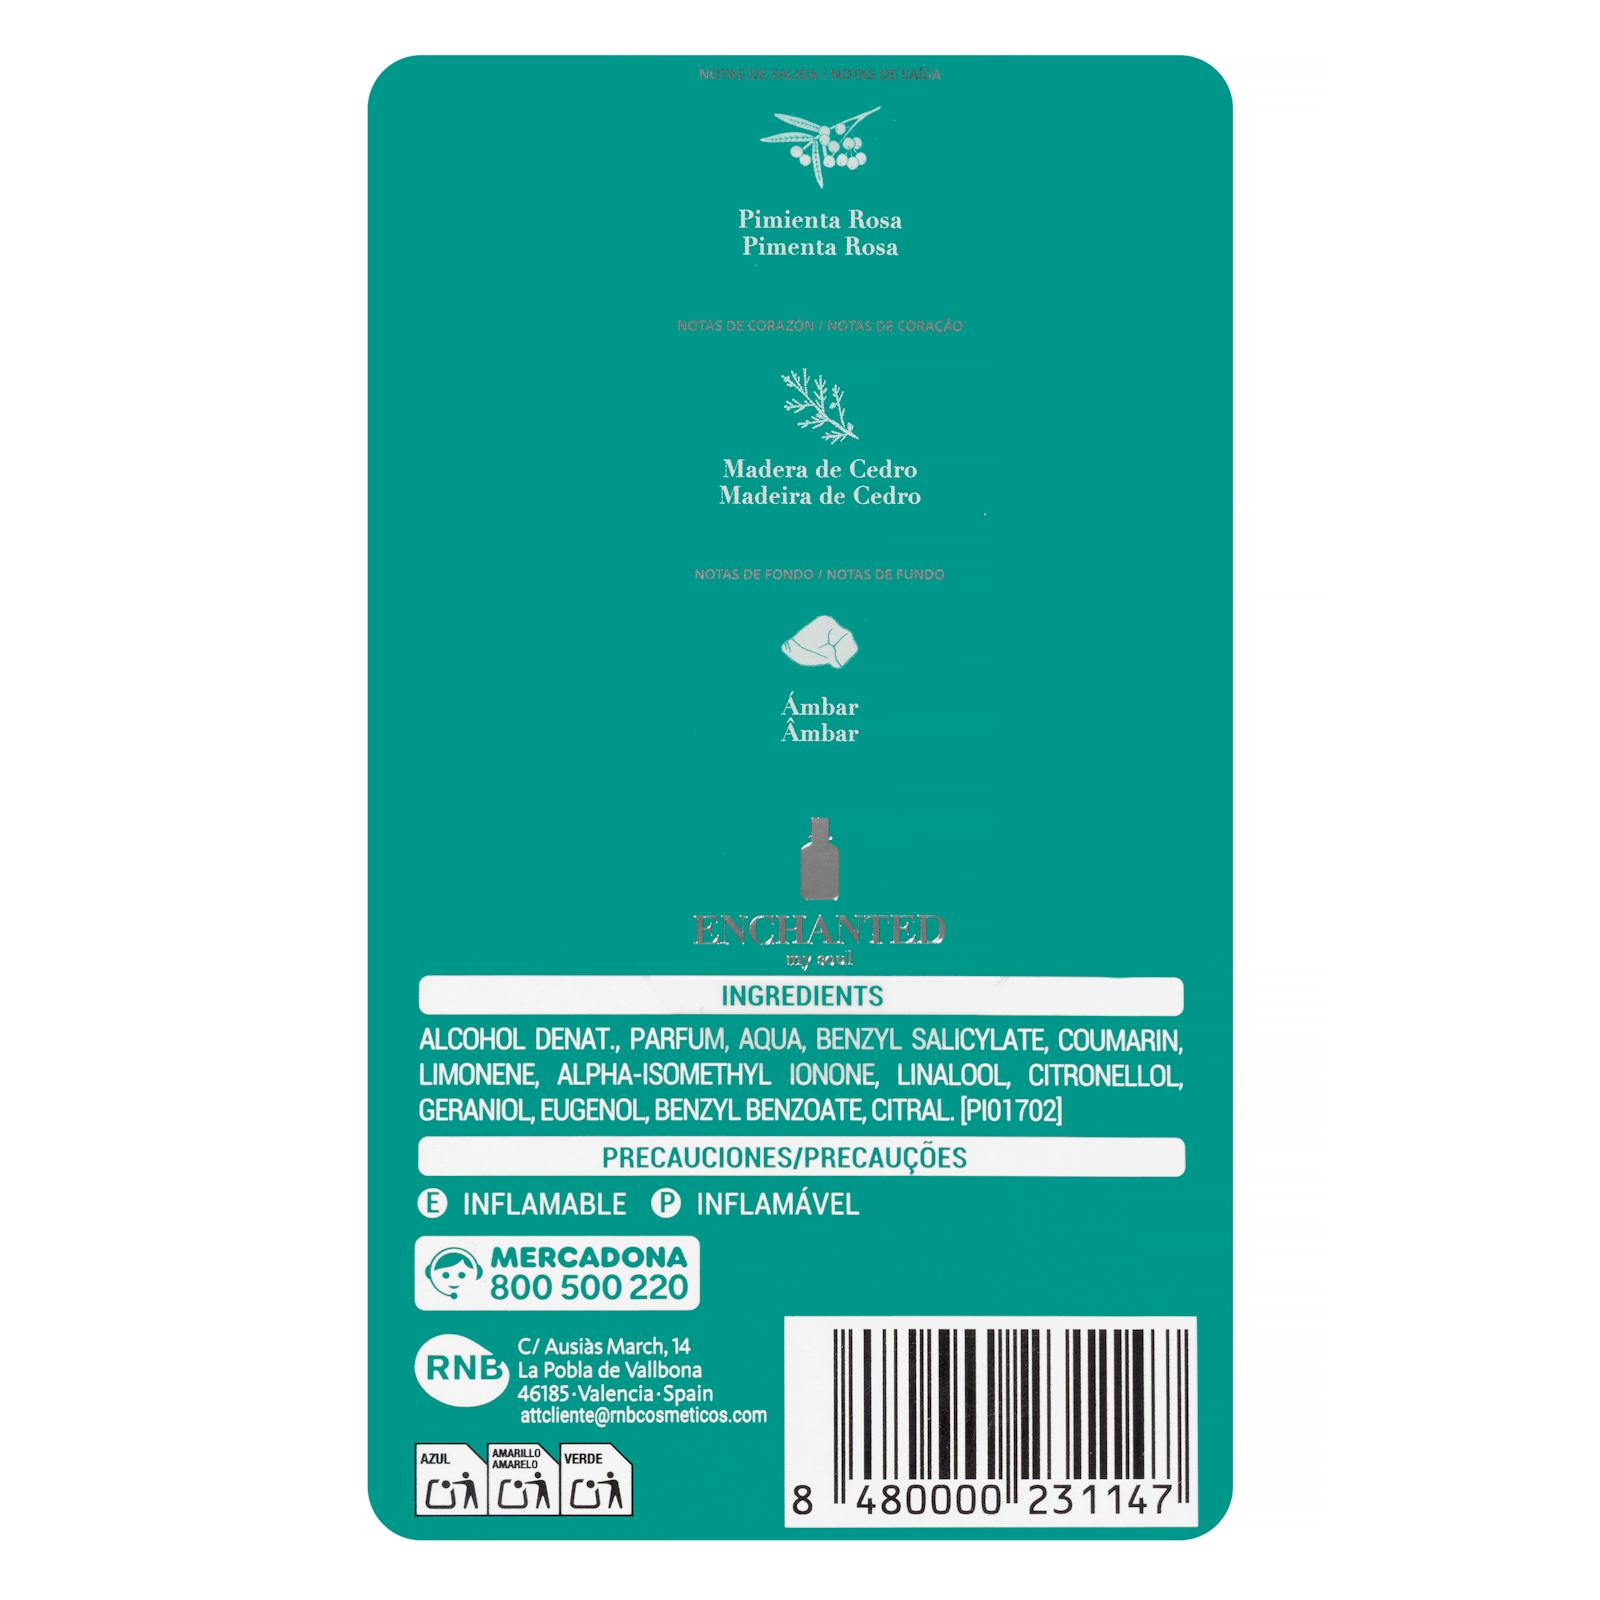 NOTAS DE SALIDA / NOTAS DE SAÍDA
Pimienta Rosa
Pimenta Rosa
NOTAS DE CORAZÓN / NOTAS DE CORAÇÃO
Madera de Cedro
Madeira de Cedro
NOTAS DE FONDO / NOTAS DE FUNDO
Ámbar
Âmbar
ENCHANTED
my soul
INGREDIENTS
ALCOHOL DENAT., PARFUM, AQUA, BENZYL SALICYLATE, COUMARIN,
LIMONENE, ALPHA-ISOMETHYL IONONE, LINALOOL, CITRONELLOL,
GERANIOL, EUGENOL, BENZYL BENZOATE, CITRAL. [PI01702]
PRECAUCIONES/PRECAUÇÕES
E INFLAMABLE P INFLAMÁVEL
MERCADONA
800 500 220
RNB
C/ Ausiàs March, 14
La Pobla de Vallbona
46185·Valencia·Spain
attcliente@rnbcosmeticos.com
AZUL
AMARILLO
AMARELO
VERDE
8 480000 231147